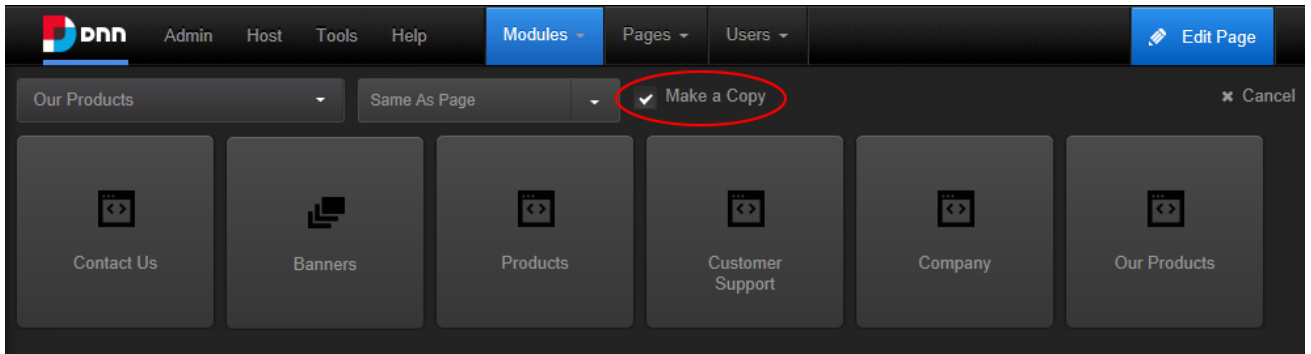 DNN Admin Host Tools Help Modules Pages Users Edit Page
Our Products Same As Page Make a Copy Cancel
Contact Us Banners Products Customer Support Company Our Products